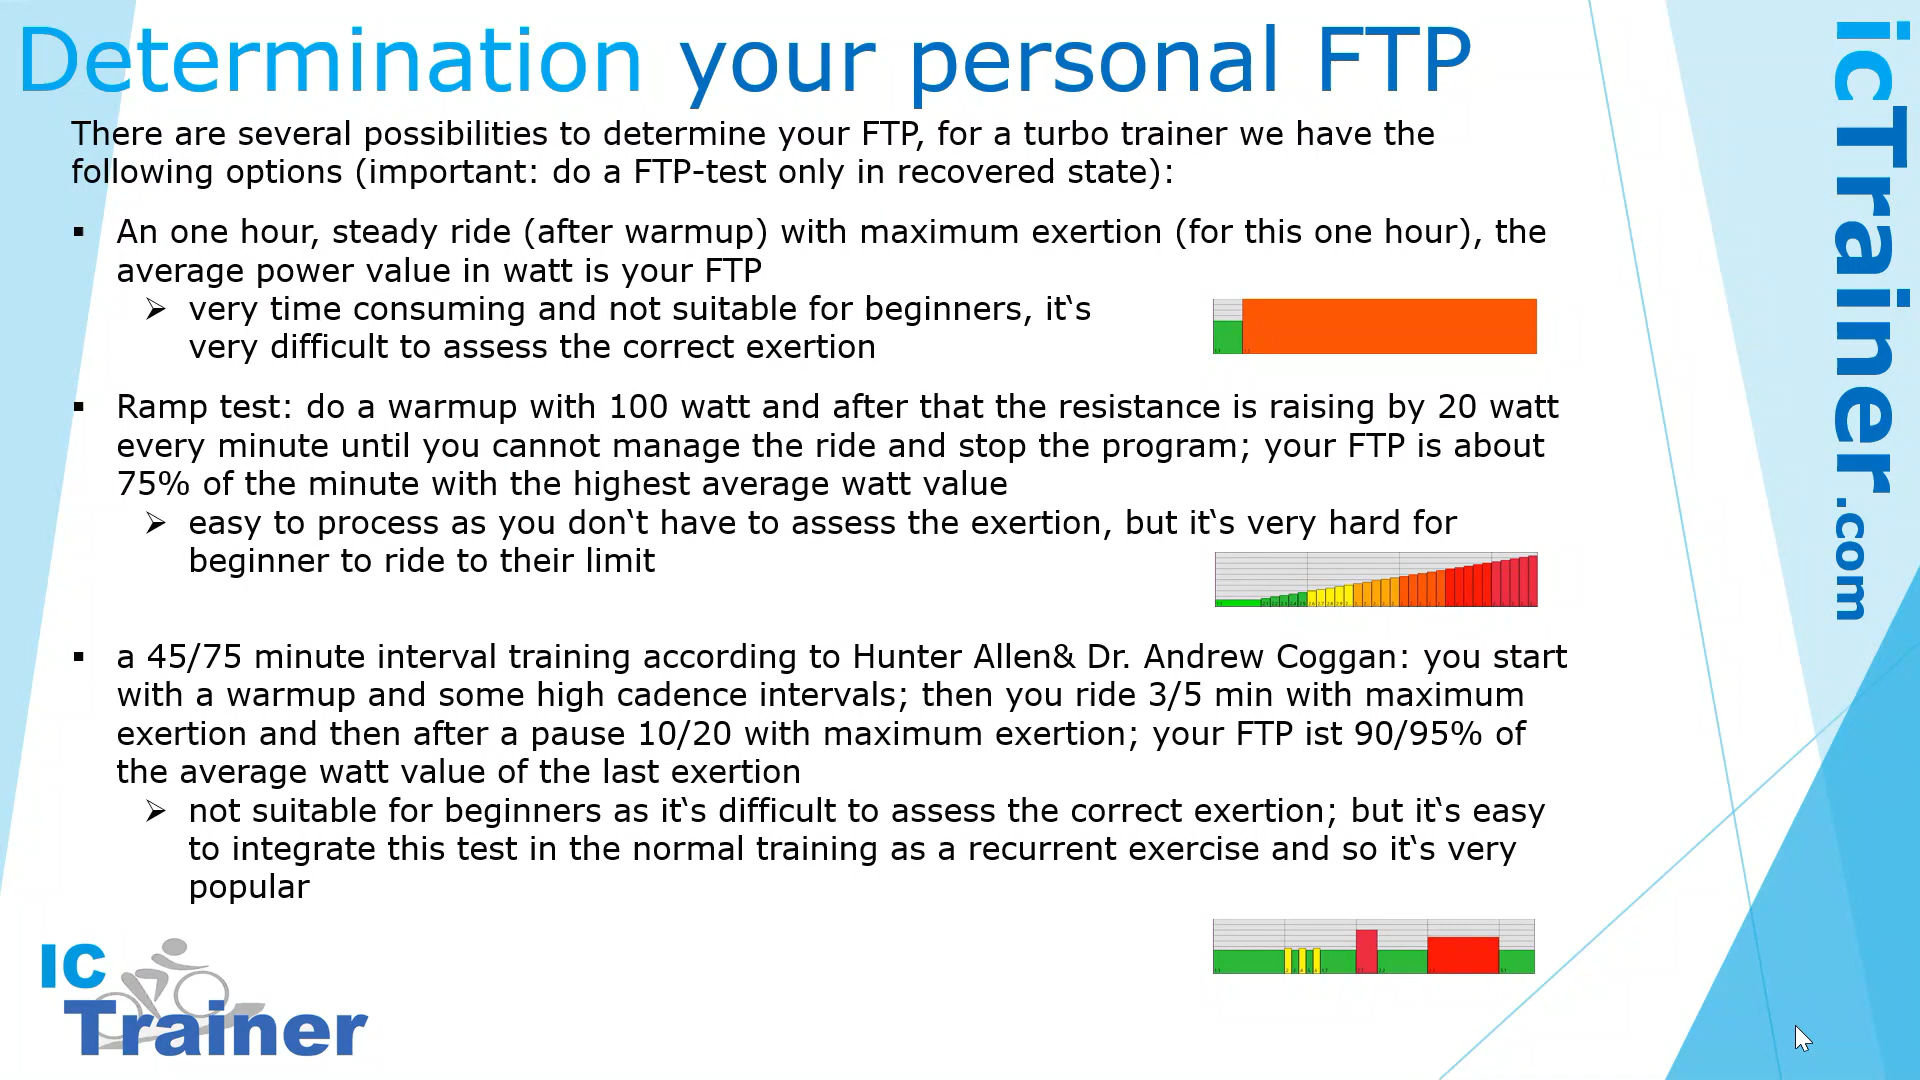 Determination your personal FTP
There are several possibilities to determine your FTP, for a turbo trainer we have the
following options (important: do a FTP-test only in recovered state):
▪ An one hour, steady ride (after warmup) with maximum exertion (for this one hour), the
average power value in watt is your FTP
➢ very time consuming and not suitable for beginners, it‘s
very difficult to assess the correct exertion
▪ Ramp test: do a warmup with 100 watt and after that the resistance is raising by 20 watt
every minute until you cannot manage the ride and stop the program; your FTP is about
75% of the minute with the highest average watt value
➢ easy to process as you don‘t have to assess the exertion, but it‘s very hard for
beginner to ride to their limit
▪ a 45/75 minute interval training according to Hunter Allen& Dr. Andrew Coggan: you start
with a warmup and some high cadence intervals; then you ride 3/5 min with maximum
exertion and then after a pause 10/20 with maximum exertion; your FTP ist 90/95% of
the average watt value of the last exertion
➢ not suitable for beginners as it‘s difficult to assess the correct exertion; but it‘s easy
to integrate this test in the normal training as a recurrent exercise and so it‘s very
popular
IC
Trainer
icTrainer.com